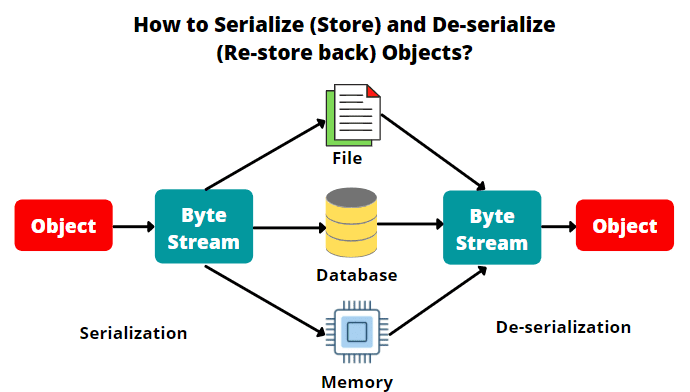 How to Serialize (Store) and De-serialize
(Re-store back) Objects?
File
Object
Byte
Stream
Database
Byte
Stream
Object
Serialization
De-serialization
Memory